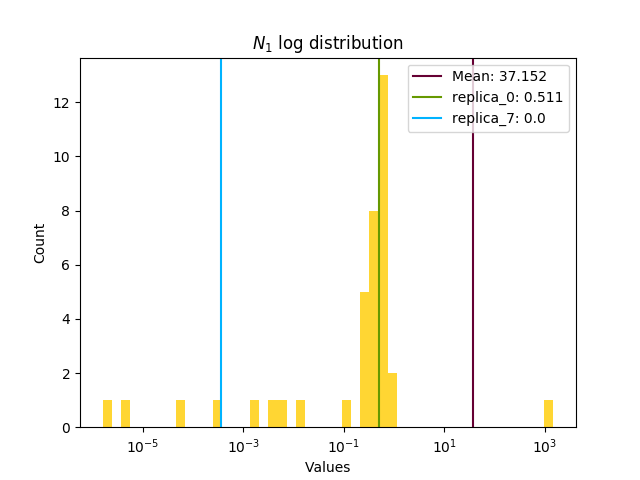 N₁ log distribution
Mean: 37.152
replica_0: 0.511
replica_7: 0.0
Count
12
10
8
6
4
2
0
10⁻⁵
10⁻³
10⁻¹
10¹
10³
Values